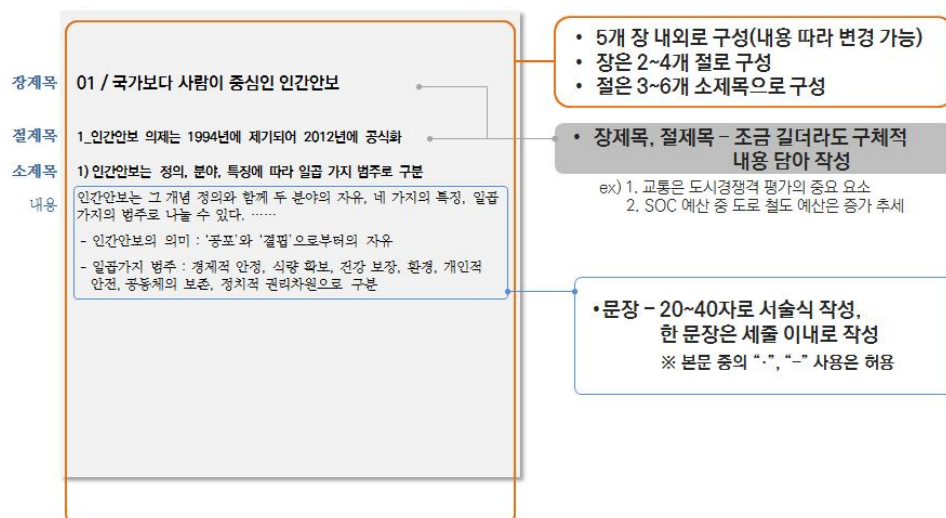 • 5개 장 내외로 구성(내용 따라 변경 가능)
• 장은 2~4개 절로 구성
• 절은 3~6개 소제목으로 구성
장제목
01 / 국가보다 사람이 중심인 인간안보
절제목
1_인간안보 의제는 1994년에 제기되어 2012년에 공식화
• 장제목, 절제목 – 조금 길더라도 구체적
내용 담아 작성
소제목
1) 인간안보는 정의, 분야, 특징에 따라 일곱 가지 범주로 구분
ex) 1. 교통은 도시경쟁격 평가의 중요 요소
2. SOC 예산 중 도로 철도 예산은 증가 추세
내용
인간안보는 그 개념 정의와 함께 두 분야의 자유, 네 가지의 특징, 일곱
가지의 범주로 나눌 수 있다. ……
- 인간안보의 의미 : ‘공포’와 ‘결핍’으로부터의 자유
- 일곱가지 범주 : 경제적 안정, 식량 확보, 건강 보장, 환경, 개인적
안전, 공동체의 보존, 정치적 권리차원으로 구분
•문장 – 20~40자로 서술식 작성,
한 문장은 세줄 이내로 작성
※ 본문 중의 “·”, “–” 사용은 허용